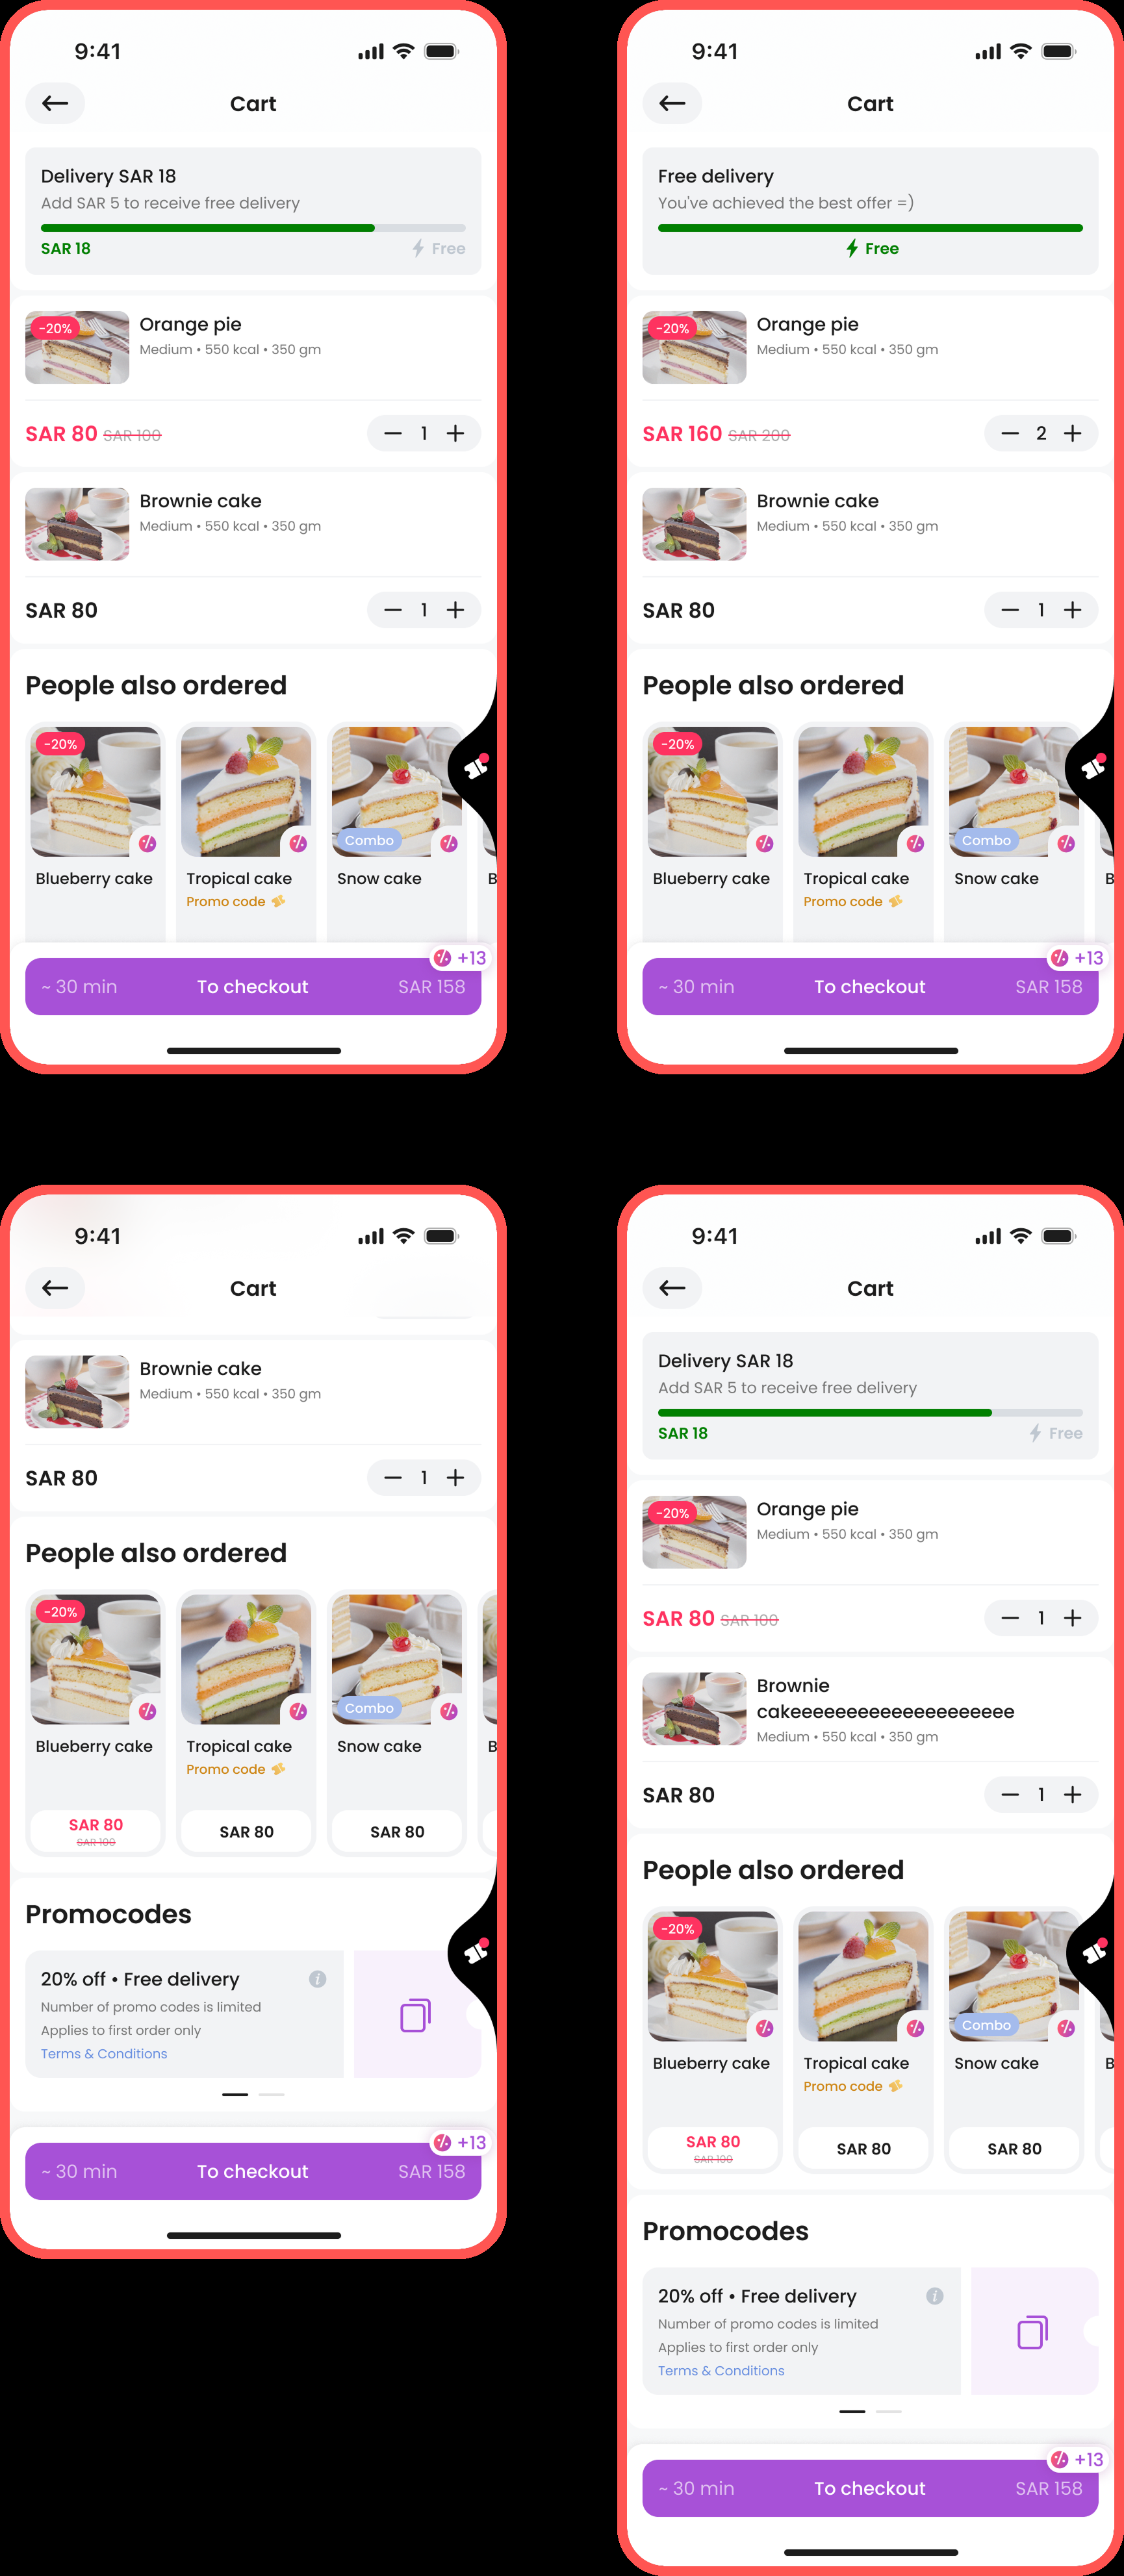 9:41
Cart
Delivery SAR 18
Add SAR 5 to receive free delivery
SAR 18
Free
-20%
Orange pie
Medium • 550 kcal • 350 gm
SAR 80 SAR 100
1
Brownie cake
Medium • 550 kcal • 350 gm
SAR 80
1
People also ordered
-20%
Combo
Blueberry cake
Tropical cake
Promo code
Snow cake
B
+13
~ 30 min
To checkout
SAR 158
9:41
Cart
Free delivery
You've achieved the best offer =)
Free
-20%
Orange pie
Medium • 550 kcal • 350 gm
SAR 160 SAR 200
2
Brownie cake
Medium • 550 kcal • 350 gm
SAR 80
1
People also ordered
-20%
Combo
Blueberry cake
Tropical cake
Promo code
Snow cake
B
+13
~ 30 min
To checkout
SAR 158
9:41
Cart
Brownie cake
Medium • 550 kcal • 350 gm
SAR 80
1
People also ordered
-20%
Combo
Blueberry cake
Tropical cake
Promo code
Snow cake
B
SAR 80
SAR 100
SAR 80
SAR 80
Promocodes
20% off • Free delivery
Number of promo codes is limited
Applies to first order only
Terms & Conditions
+13
~ 30 min
To checkout
SAR 158
9:41
Cart
Delivery SAR 18
Add SAR 5 to receive free delivery
SAR 18
Free
-20%
Orange pie
Medium • 550 kcal • 350 gm
SAR 80 SAR 100
1
Brownie
cakeeeeeeeeeeeeeeeeeeeee
Medium • 550 kcal • 350 gm
SAR 80
1
People also ordered
-20%
Combo
Blueberry cake
Tropical cake
Promo code
Snow cake
B
SAR 80
SAR 100
SAR 80
SAR 80
Promocodes
20% off • Free delivery
Number of promo codes is limited
Applies to first order only
Terms & Conditions
+13
~ 30 min
To checkout
SAR 158